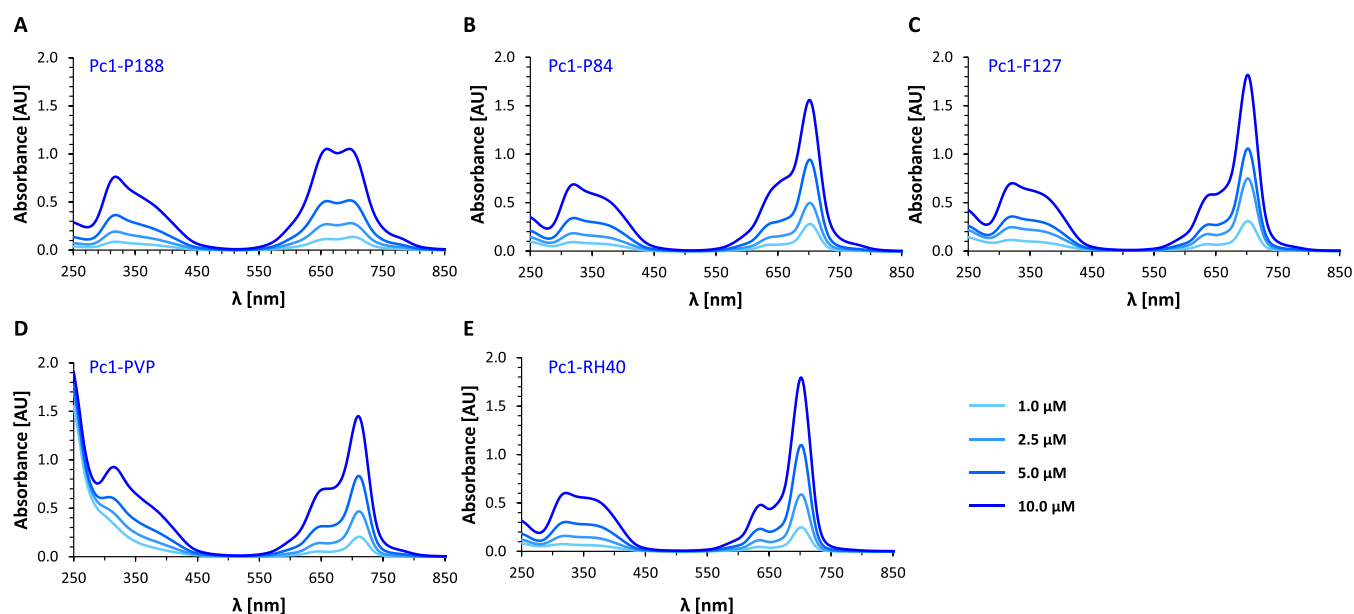 A
Pc1-P188
Absorbance [AU]
2.0
1.5
1.0
0.5
0.0
250 350 450 550 650 750 850
λ [nm]
B
Pc1-P84
Absorbance [AU]
2.0
1.5
1.0
0.5
0.0
250 350 450 550 650 750 850
λ [nm]
C
Pc1-F127
Absorbance [AU]
2.0
1.5
1.0
0.5
0.0
250 350 450 550 650 750 850
λ [nm]
D
Pc1-PVP
Absorbance [AU]
2.0
1.5
1.0
0.5
0.0
250 350 450 550 650 750 850
λ [nm]
E
Pc1-RH40
Absorbance [AU]
2.0
1.5
1.0
0.5
0.0
250 350 450 550 650 750 850
λ [nm]
1.0 µM
2.5 µM
5.0 µM
10.0 µM